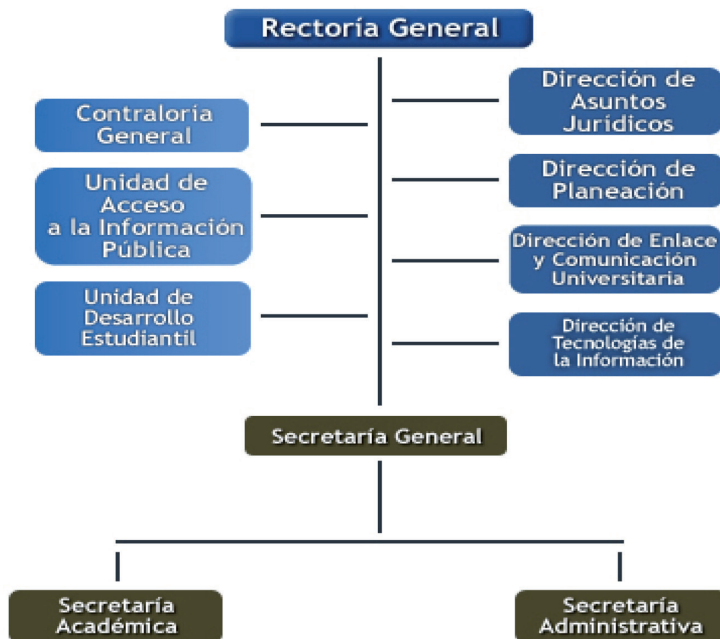 Rectoría General
Contraloría
General
Unidad de
Acceso
a la Información
Pública
Unidad de
Desarrollo
Estudiantil
Dirección de
Asuntos
Jurídicos
Dirección de
Planeación
Dirección de Enlace
y Comunicación
Universitaria
Dirección de
Tecnologías de
la Información
Secretaría General
Secretaría
Académica
Secretaría
Administrativa